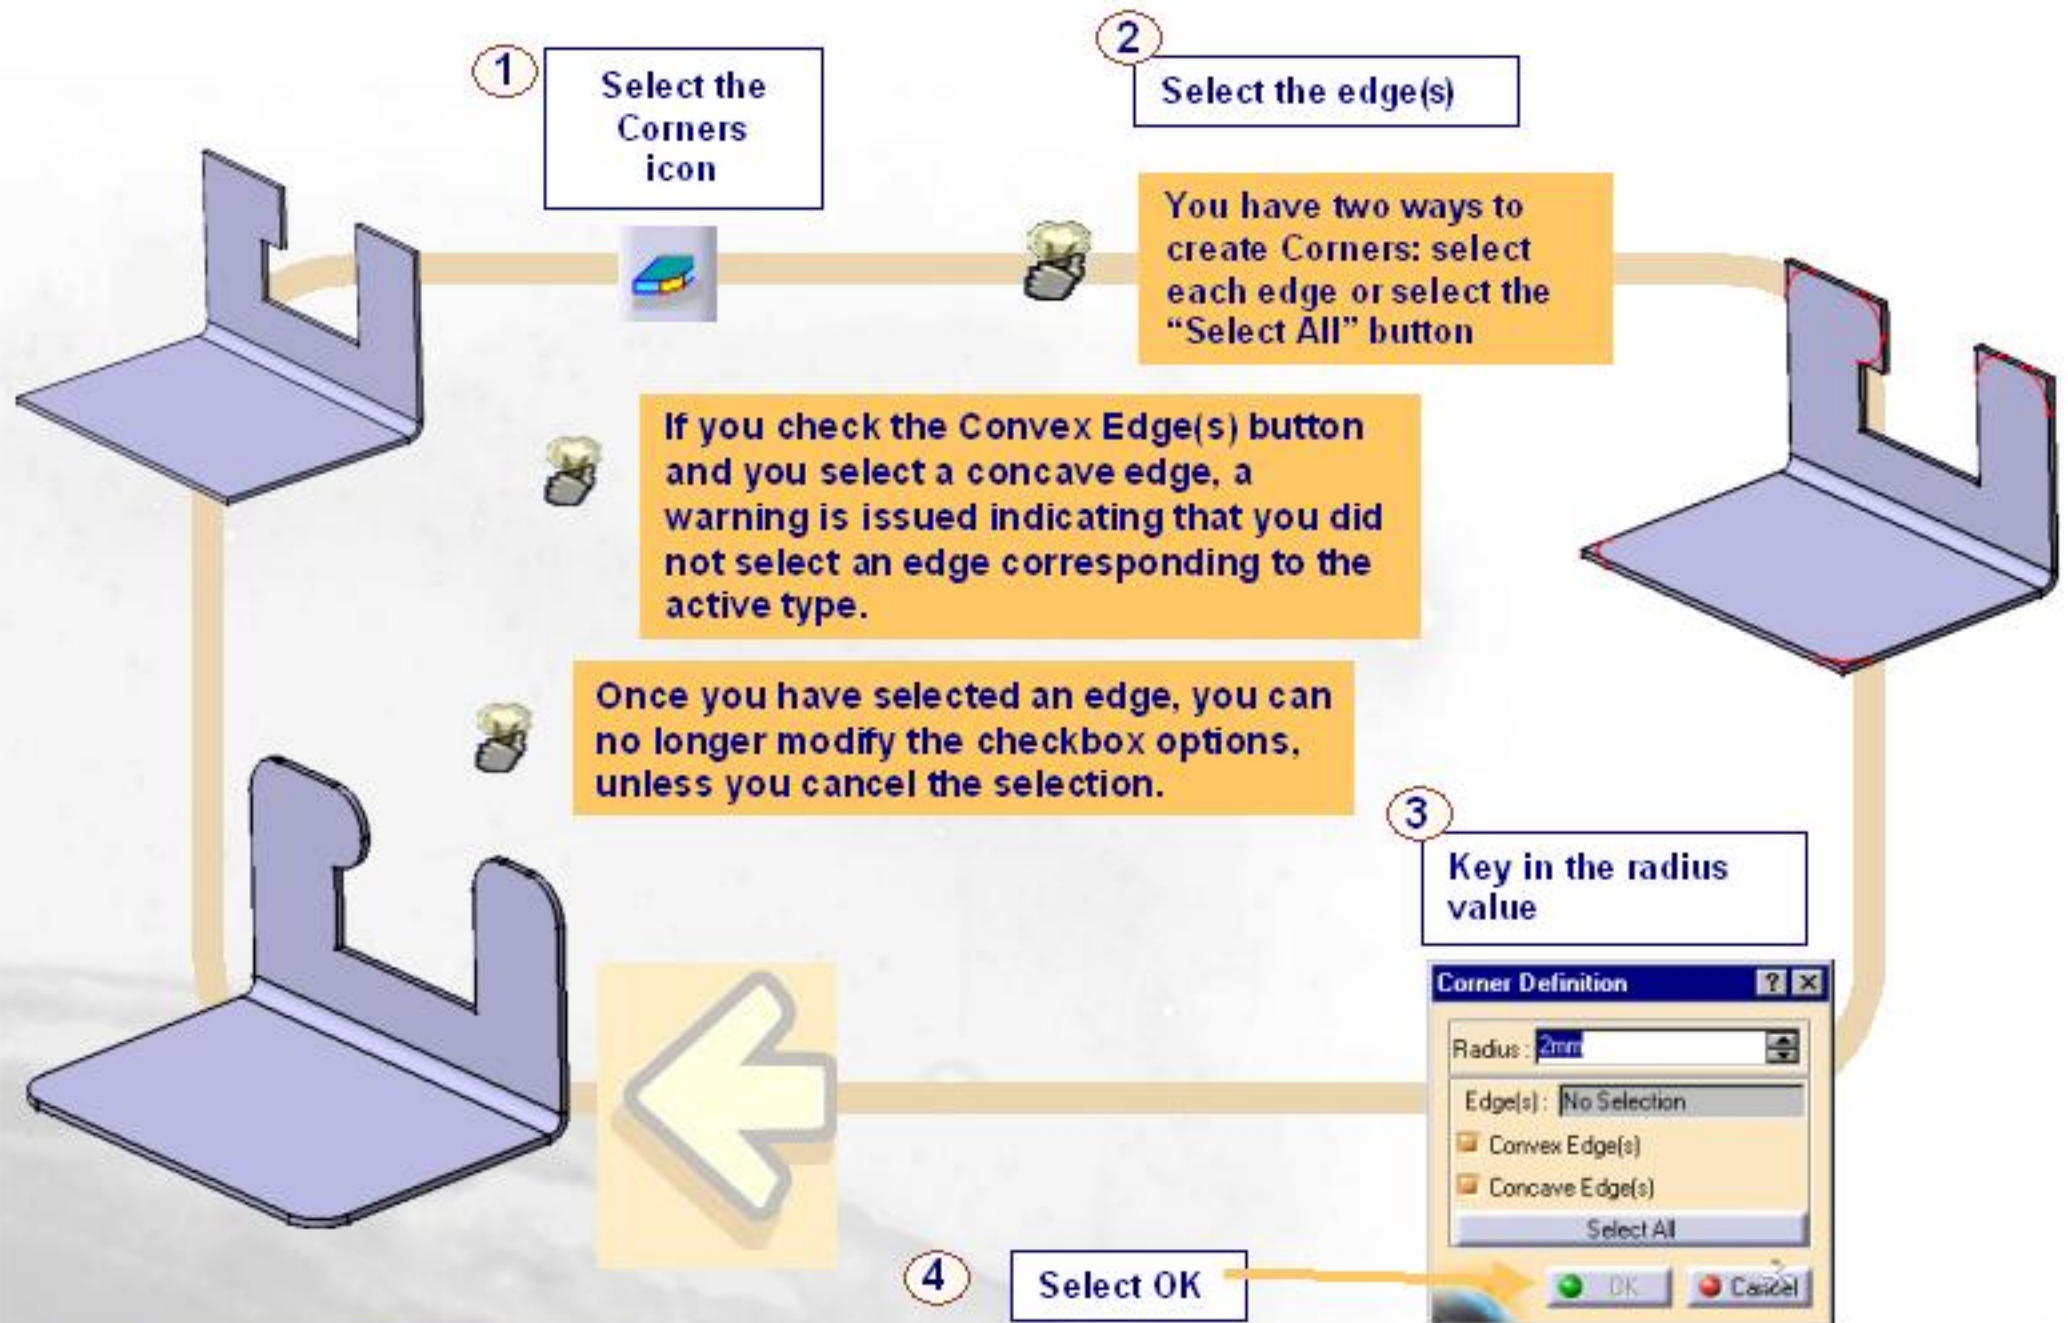 1
Select the
Corners
icon
2
Select the edge(s)
You have two ways to
create Corners: select
each edge or select the
“Select All” button
If you check the Convex Edge(s) button
and you select a concave edge, a
warning is issued indicating that you did
not select an edge corresponding to the
active type.
Once you have selected an edge, you can
no longer modify the checkbox options,
unless you cancel the selection.
3
Key in the radius
value
Corner Definition
Radius : 2mm
Edge(s) : No Selection
Convex Edge(s)
Concave Edge(s)
Select All
OK
Cancel
4
Select OK